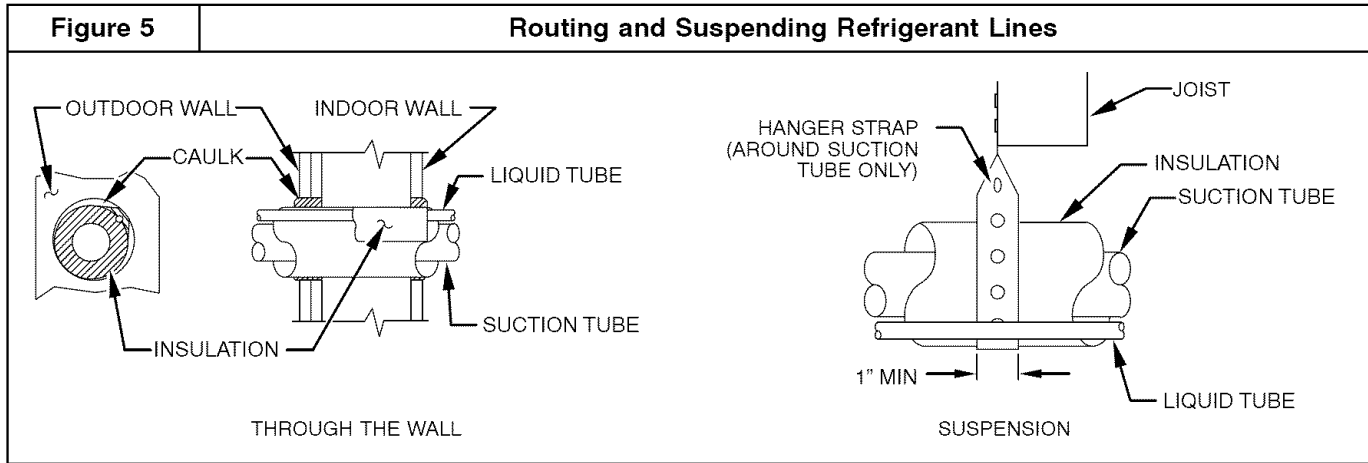 Figure 5
Routing and Suspending Refrigerant Lines
OUTDOOR WALL
INDOOR WALL
CAULK
LIQUID TUBE
SUCTION TUBE
INSULATION
THROUGH THE WALL
JOIST
HANGER STRAP
(AROUND SUCTION
TUBE ONLY)
INSULATION
SUCTION TUBE
1” MIN
LIQUID TUBE
SUSPENSION